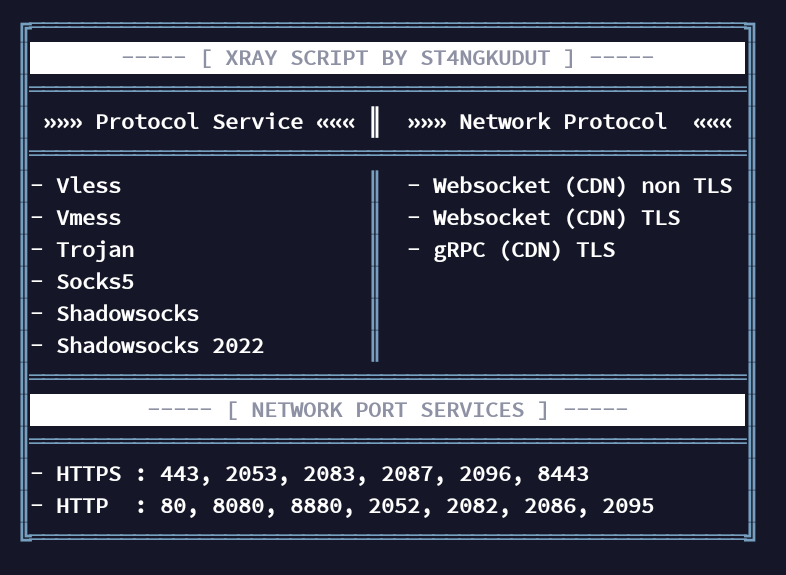 ----- [ XRAY SCRIPT BY ST4NGKUDUT ] -----
»»» Protocol Service ««« ║ »»» Network Protocol «««
- Vless ║ - Websocket (CDN) non TLS
- Vmess ║ - Websocket (CDN) TLS
- Trojan ║ - gRPC (CDN) TLS
- Socks5
- Shadowsocks
- Shadowsocks 2022
----- [ NETWORK PORT SERVICES ] -----
- HTTPS : 443, 2053, 2083, 2087, 2096, 8443
- HTTP : 80, 8080, 8880, 2052, 2082, 2086, 2095